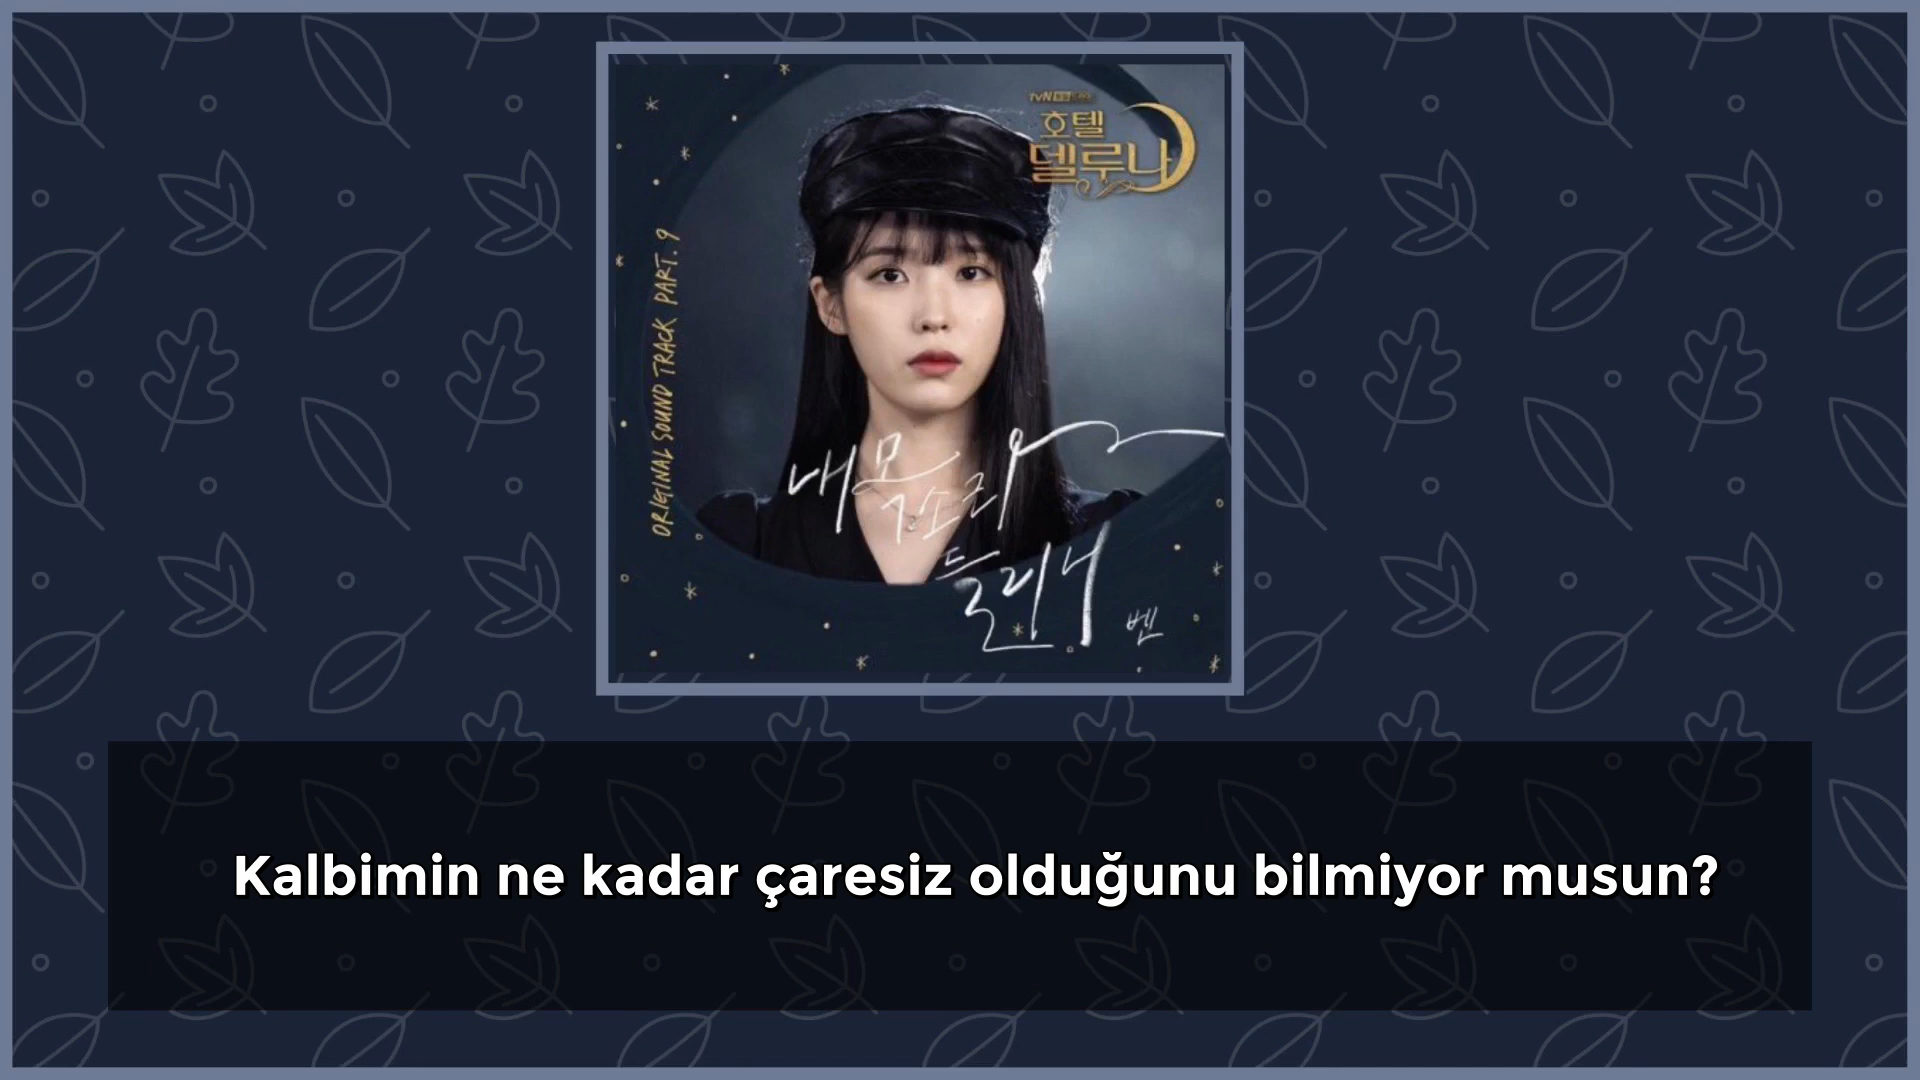 tvN
호텔
델루나
ORIGINAL SOUND TRACK PART. 9
내 목소리
들리니
벤
Kalbimin ne kadar çaresiz olduğunu bilmiyor musun?